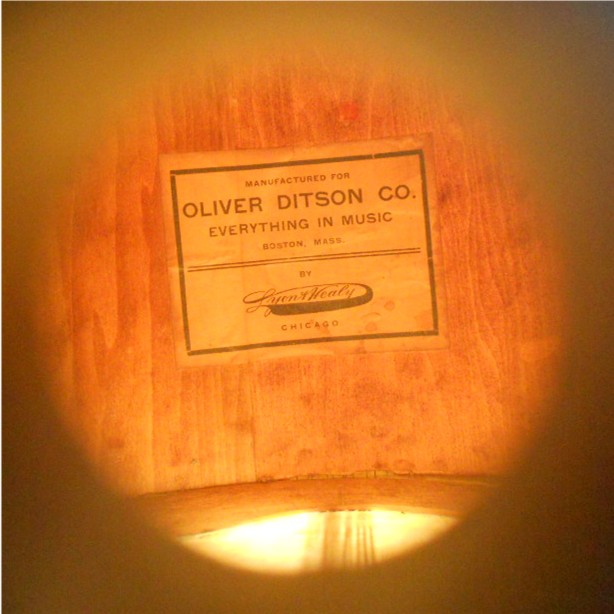 MANUFACTURED FOR
OLIVER DITSON CO.
EVERYTHING IN MUSIC
BOSTON, MASS.
BY
Lyon & Healy
CHICAGO